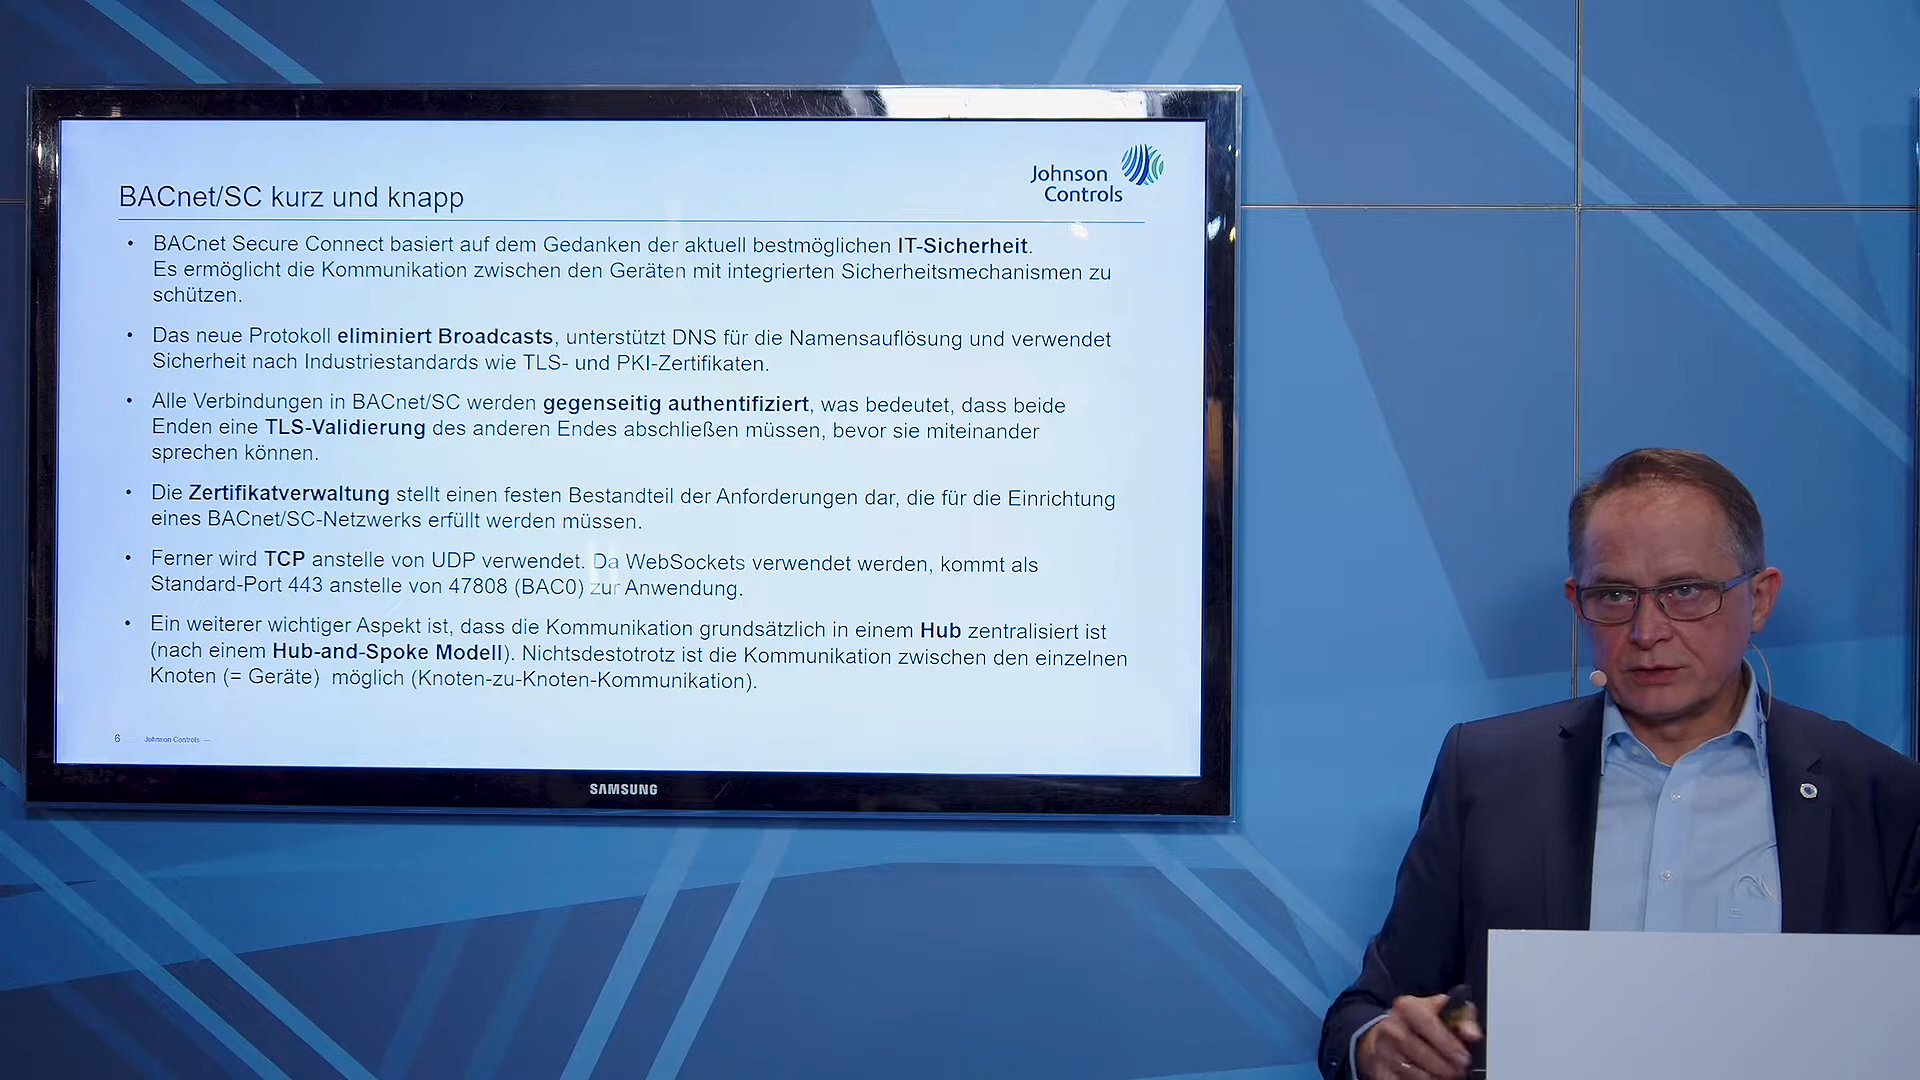 Johnson
Controls
BACnet/SC kurz und knapp
• BACnet Secure Connect basiert auf dem Gedanken der aktuell bestmöglichen IT-Sicherheit.
Es ermöglicht die Kommunikation zwischen den Geräten mit integrierten Sicherheitsmechanismen zu
schützen.
• Das neue Protokoll eliminiert Broadcasts, unterstützt DNS für die Namensauflösung und verwendet
Sicherheit nach Industriestandards wie TLS- und PKI-Zertifikaten.
• Alle Verbindungen in BACnet/SC werden gegenseitig authentifiziert, was bedeutet, dass beide
Enden eine TLS-Validierung des anderen Endes abschließen müssen, bevor sie miteinander
sprechen können.
• Die Zertifikatverwaltung stellt einen festen Bestandteil der Anforderungen dar, die für die Einrichtung
eines BACnet/SC-Netzwerks erfüllt werden müssen.
• Ferner wird TCP anstelle von UDP verwendet. Da WebSockets verwendet werden, kommt als
Standard-Port 443 anstelle von 47808 (BAC0) zur Anwendung.
• Ein weiterer wichtiger Aspekt ist, dass die Kommunikation grundsätzlich in einem Hub zentralisiert ist
(nach einem Hub-and-Spoke Modell). Nichtsdestotrotz ist die Kommunikation zwischen den einzelnen
Knoten (= Geräte) möglich (Knoten-zu-Knoten-Kommunikation).
6 Johnson Controls —
SAMSUNG